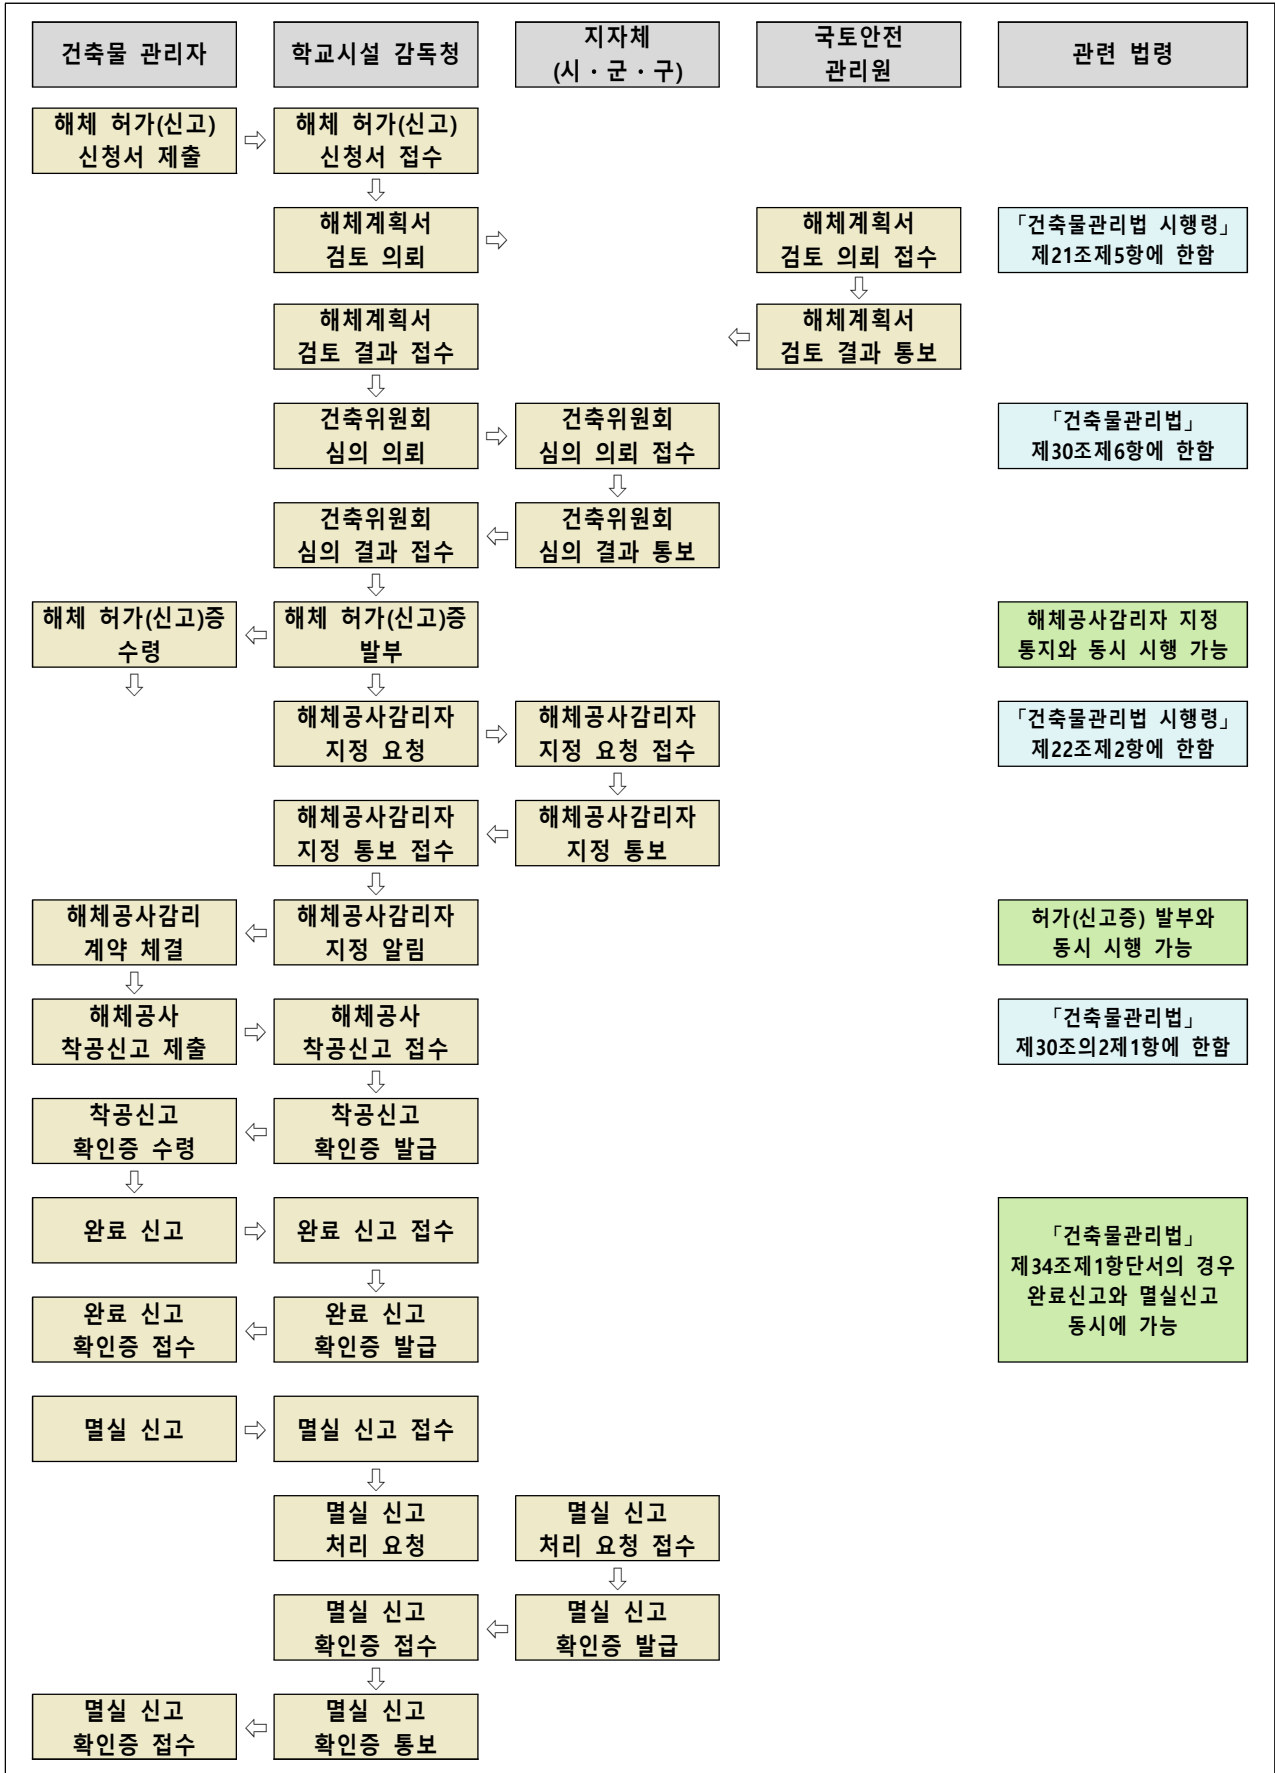 건축물 관리자
학교시설 감독청
지자체
(시 · 군 · 구)
국토안전
관리원
관련 법령
해체 허가(신고)
신청서 제출
해체 허가(신고)
신청서 접수
해체계획서
검토 의뢰
해체계획서
검토 의뢰 접수
「건축물관리법 시행령」
제21조제5항에 한함
해체계획서
검토 결과 접수
해체계획서
검토 결과 통보
건축위원회
심의 의뢰
건축위원회
심의 의뢰 접수
「건축물관리법」
제30조제6항에 한함
건축위원회
심의 결과 접수
건축위원회
심의 결과 통보
해체 허가(신고)증
수령
해체 허가(신고)증
발부
해체공사감리자 지정
통지와 동시 시행 가능
해체공사감리자
지정 요청
해체공사감리자
지정 요청 접수
「건축물관리법 시행령」
제22조제2항에 한함
해체공사감리자
지정 통보 접수
해체공사감리자
지정 통보
해체공사감리
계약 체결
해체공사감리자
지정 알림
허가(신고증) 발부와
동시 시행 가능
해체공사
착공신고 제출
해체공사
착공신고 접수
「건축물관리법」
제30조의2제1항에 한함
착공신고
확인증 수령
착공신고
확인증 발급
완료 신고
완료 신고 접수
「건축물관리법」
제34조제1항단서의 경우
완료신고와 멸실신고
동시에 가능
완료 신고
확인증 접수
완료 신고
확인증 발급
멸실 신고
멸실 신고 접수
멸실 신고
처리 요청
멸실 신고
처리 요청 접수
멸실 신고
확인증 접수
멸실 신고
확인증 발급
멸실 신고
확인증 접수
멸실 신고
확인증 통보